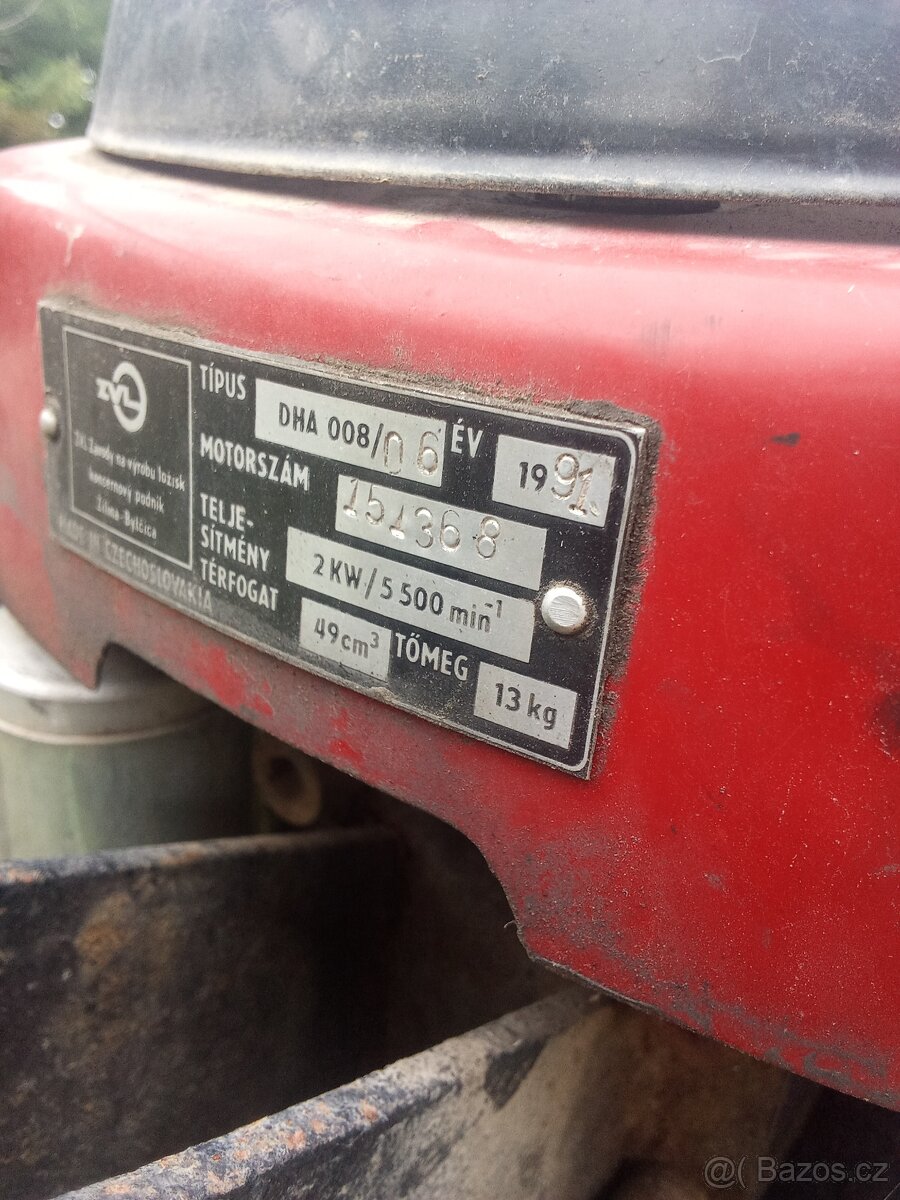 ZVL
ZVL Závody na výrobu ložísk
koncernový podnik
Žilina-Bytčica
MADE IN CZECHOSLOVAKIA
TÍPUS DHA 008/06 ÉV 1991
MOTORSZÁM 151368
TELJE-
SÍTMÉNY 2 KW/5 500 min⁻¹
TÉRFOGAT 49cm³ TŐMEG 13 kg
@( Bazos.cz